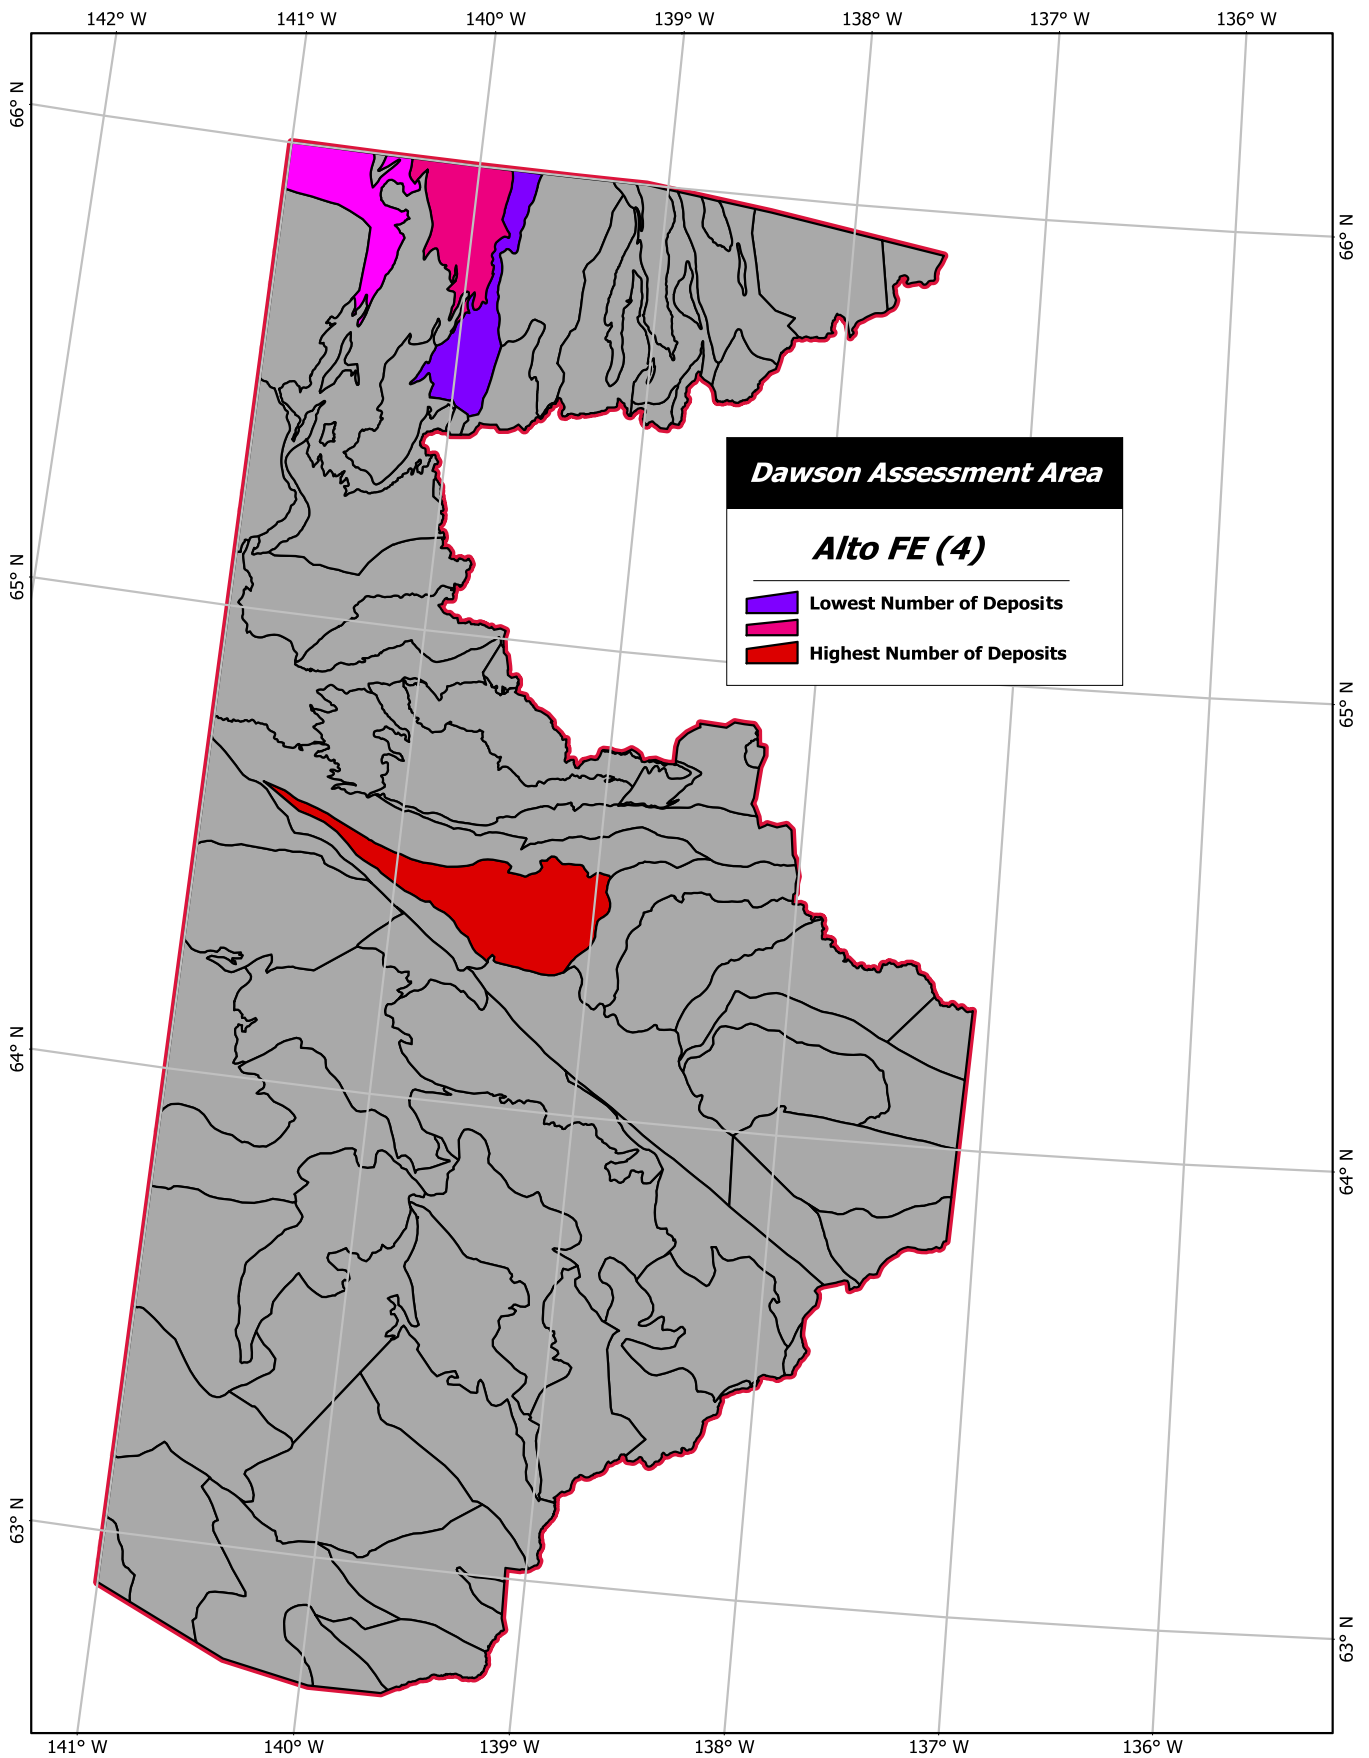 142° W 141° W 140° W 139° W 138° W 137° W 136° W
66° N
66° N
Dawson Assessment Area
Alto FE (4)
65° N
Lowest Number of Deposits
Highest Number of Deposits
65° N
64° N
64° N
63° N
63° N
141° W 140° W 139° W 138° W 137° W 136° W